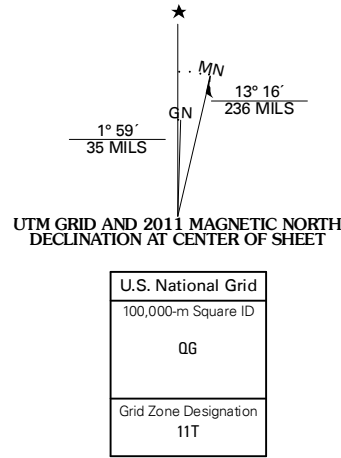 MN
GN
13° 16´
236 MILS
1° 59´
35 MILS
UTM GRID AND 2011 MAGNETIC NORTH
DECLINATION AT CENTER OF SHEET
U.S. National Grid
100,000-m Square ID
QG
Grid Zone Designation
11T